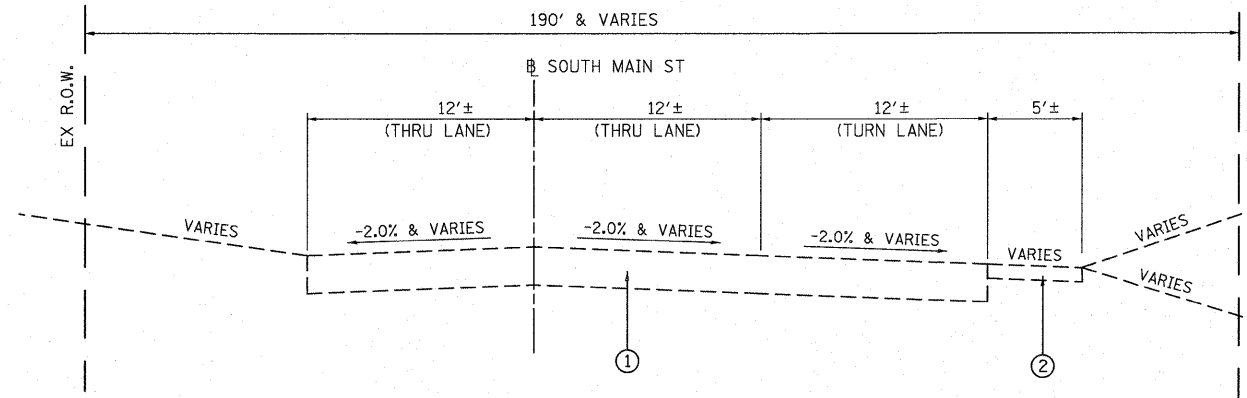 190' & VARIES
EX R.O.W.
℄ SOUTH MAIN ST
12'± 12'± 12'± 5'±
(THRU LANE) (THRU LANE) (TURN LANE)
VARIES -2.0% & VARIES -2.0% & VARIES -2.0% & VARIES VARIES VARIES
VARIES
1
2